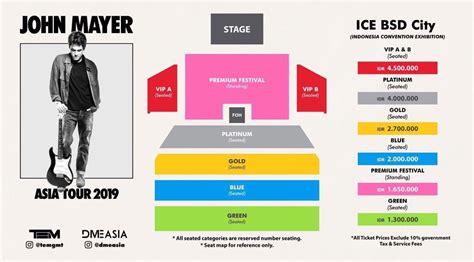 JOHN MAYER
ASIA TOUR 2019
TEM
@temgmt
DMEASIA
@dmeasia
STAGE
VIP A
(Seated)
PREMIUM FESTIVAL
(Standing)
VIP B
(Seated)
FOH
PLATINUM
(Seated)
GOLD
(Seated)
BLUE
(Seated)
GREEN
(Seated)
* All seated categories are reserved number seating.
* Seat map for reference only.
ICE BSD City
(INDONESIA CONVENTION EXHIBITION)
VIP A & B
(Seated)
IDR 4.500.000
PLATINUM
(Seated)
IDR 4.000.000
GOLD
(Seated)
IDR 2.700.000
BLUE
(Seated)
IDR 2.000.000
PREMIUM FESTIVAL
(Standing)
IDR 1.650.000
GREEN
(Seated)
IDR 1.300.000
*All Ticket Prices Exclude 10% government
Tax & Service Fees